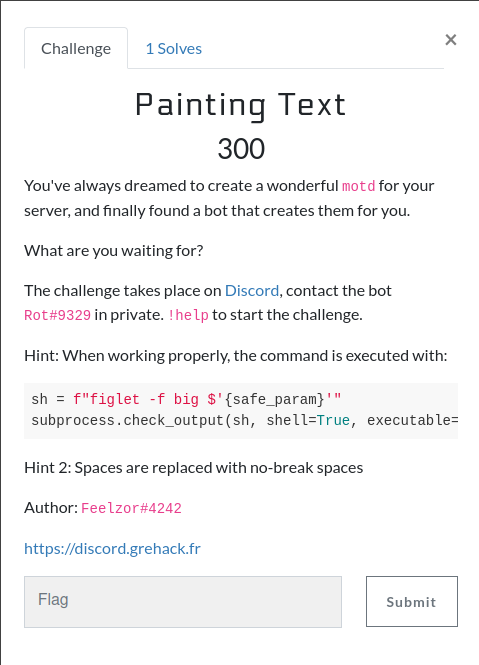 Challenge
1 Solves
×
Painting Text
300
You've always dreamed to create a wonderful motd for your
server, and finally found a bot that creates them for you.
What are you waiting for?
The challenge takes place on Discord, contact the bot
Rot#9329 in private. !help to start the challenge.
Hint: When working properly, the command is executed with:
sh = f"figlet -f big $'{safe_param}'"
subprocess.check_output(sh, shell=True, executable=
Hint 2: Spaces are replaced with no-break spaces
Author: Feelzor#4242
https://discord.grehack.fr
Flag
Submit